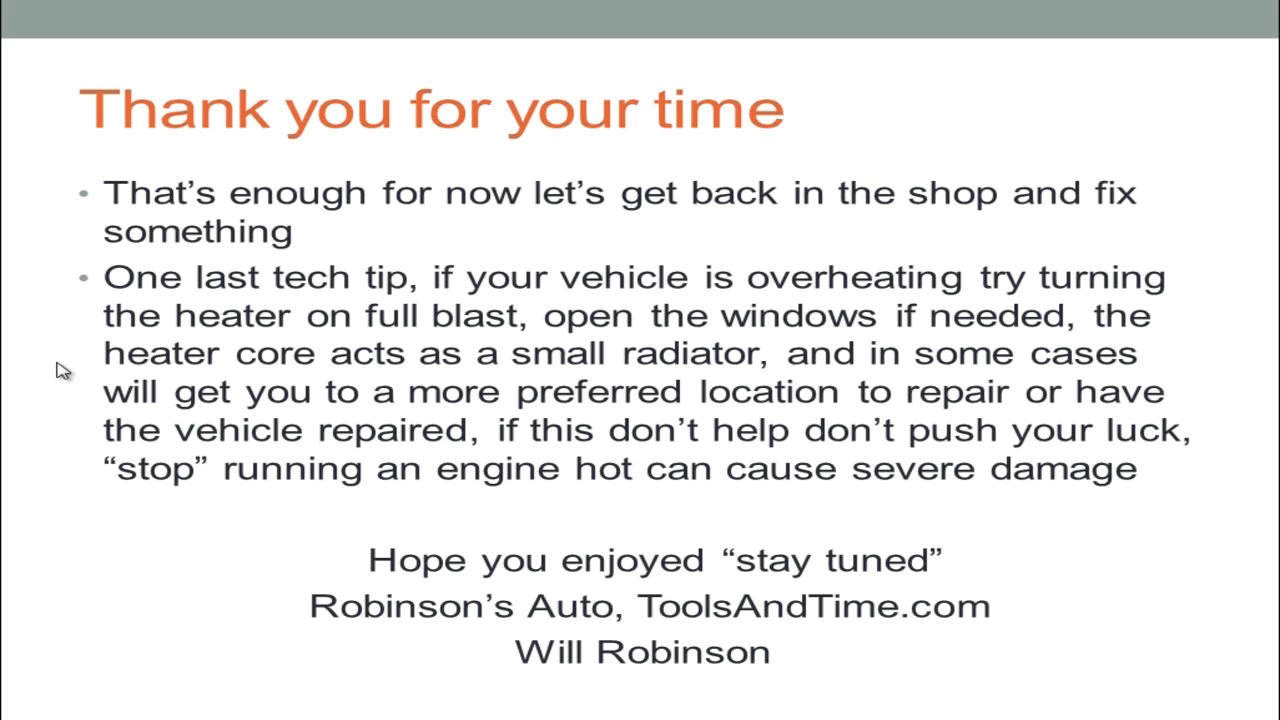 Thank you for your time
• That’s enough for now let’s get back in the shop and fix
something
• One last tech tip, if your vehicle is overheating try turning
the heater on full blast, open the windows if needed, the
heater core acts as a small radiator, and in some cases
will get you to a more preferred location to repair or have
the vehicle repaired, if this don’t help don’t push your luck,
“stop” running an engine hot can cause severe damage
Hope you enjoyed “stay tuned”
Robinson’s Auto, ToolsAndTime.com
Will Robinson